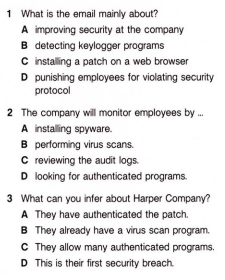 1 What is the email mainly about?
A improving security at the company
B detecting keylogger programs
C installing a patch on a web browser
D punishing employees for violating security
protocol
2 The company will monitor employees by ...
A installing spyware.
B performing virus scans.
C reviewing the audit logs.
D looking for authenticated programs.
3 What can you infer about Harper Company?
A They have authenticated the patch.
B They already have a virus scan program.
C They allow many authenticated programs.
D This is their first security breach.